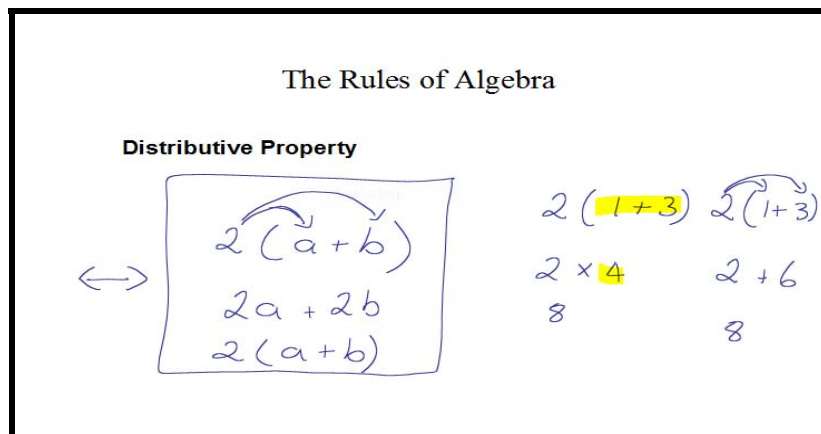 The Rules of Algebra
Distributive Property
2(a+b)
2a + 2b
2(a+b)
2(1+3)
2 × 4
8
2(1+3)
2 + 6
8